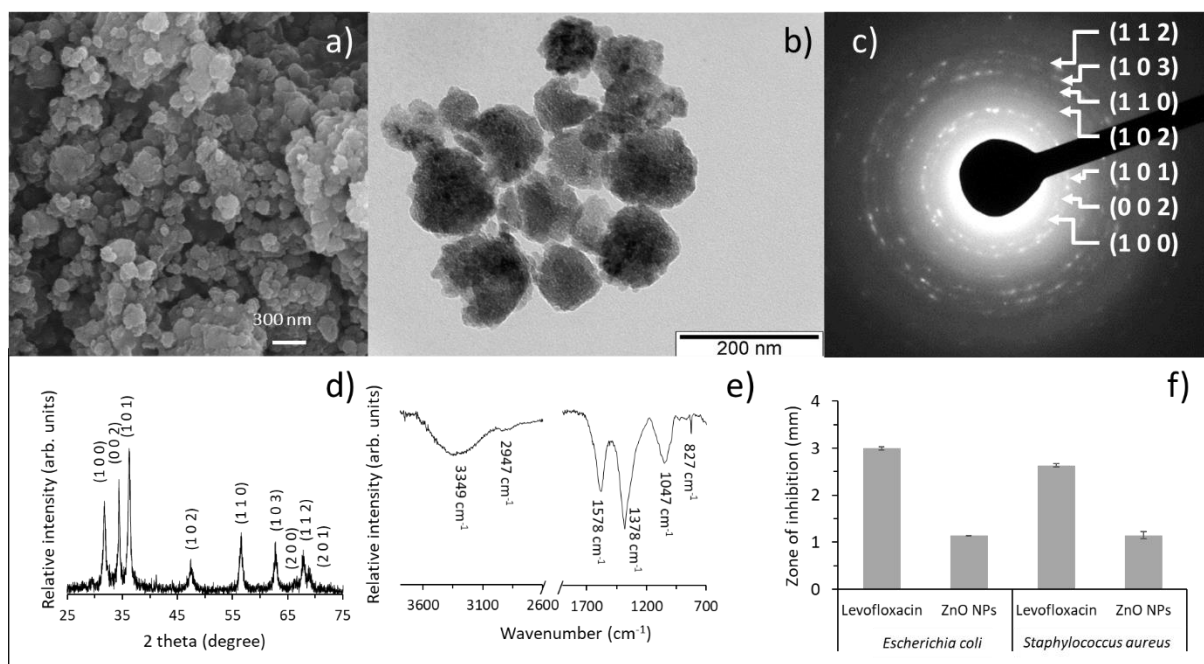 a)
300 nm
b)
200 nm
c)
(1 1 2)
(1 0 3)
(1 1 0)
(1 0 2)
(1 0 1)
(0 0 2)
(1 0 0)
d)
Relative intensity (arb. units)
(1 0 0)
(0 0 2)
(1 0 1)
(1 0 2)
(1 1 0)
(1 0 3)
(2 0 0)
(1 1 2)
(2 0 1)
25 35 45 55 65 75
2 theta (degree)
e)
Relative intensity (arb. units)
3349 cm-1
2947 cm-1
1578 cm-1
1378 cm-1
1047 cm-1
827 cm-1
3600 3100 2600 1700 1200 700
Wavenumber (cm-1)
f)
Zone of inhibition (mm)
4
3
2
1
0
Levofloxacin ZnO NPs Levofloxacin ZnO NPs
Escherichia coli Staphylococcus aureus